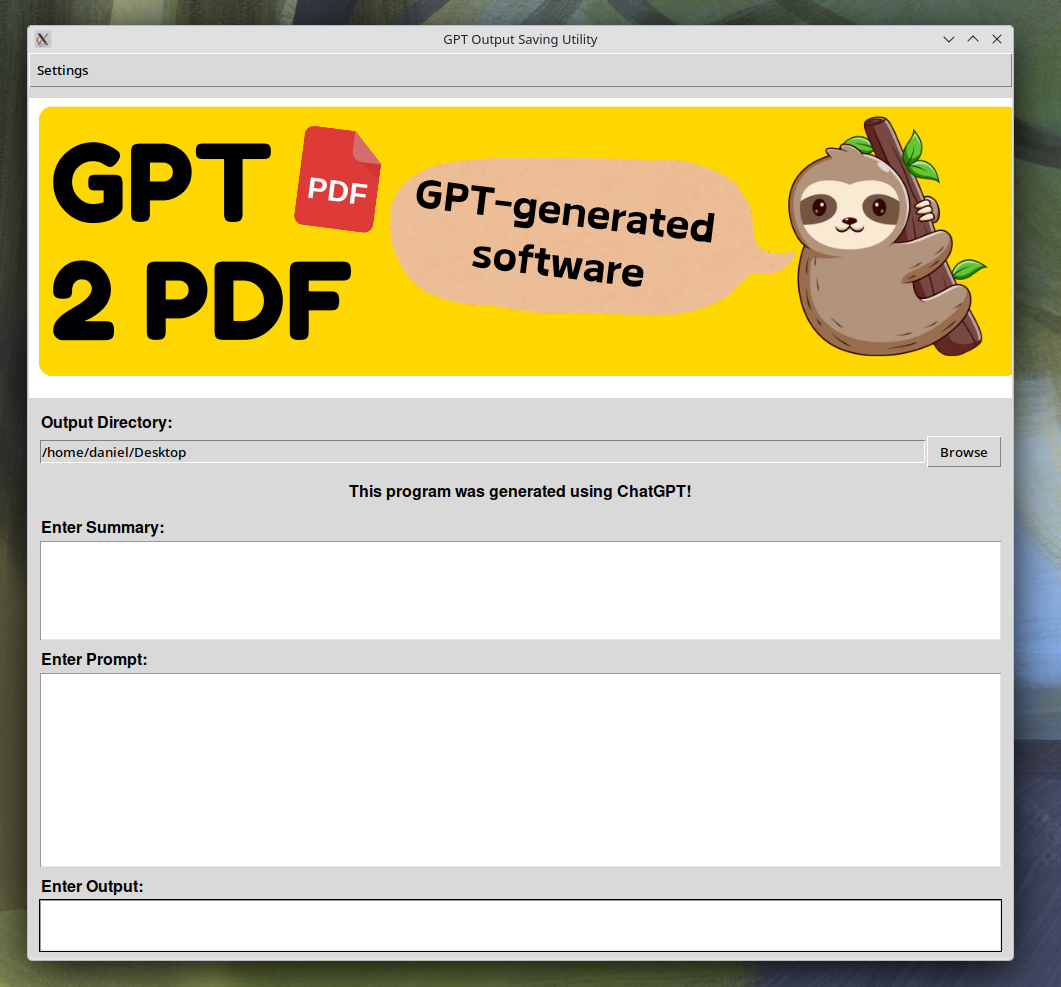 GPT Output Saving Utility
Settings
GPT
2 PDF
PDF
GPT-generated
software
Output Directory:
/home/daniel/Desktop
Browse
This program was generated using ChatGPT!
Enter Summary:
Enter Prompt:
Enter Output: